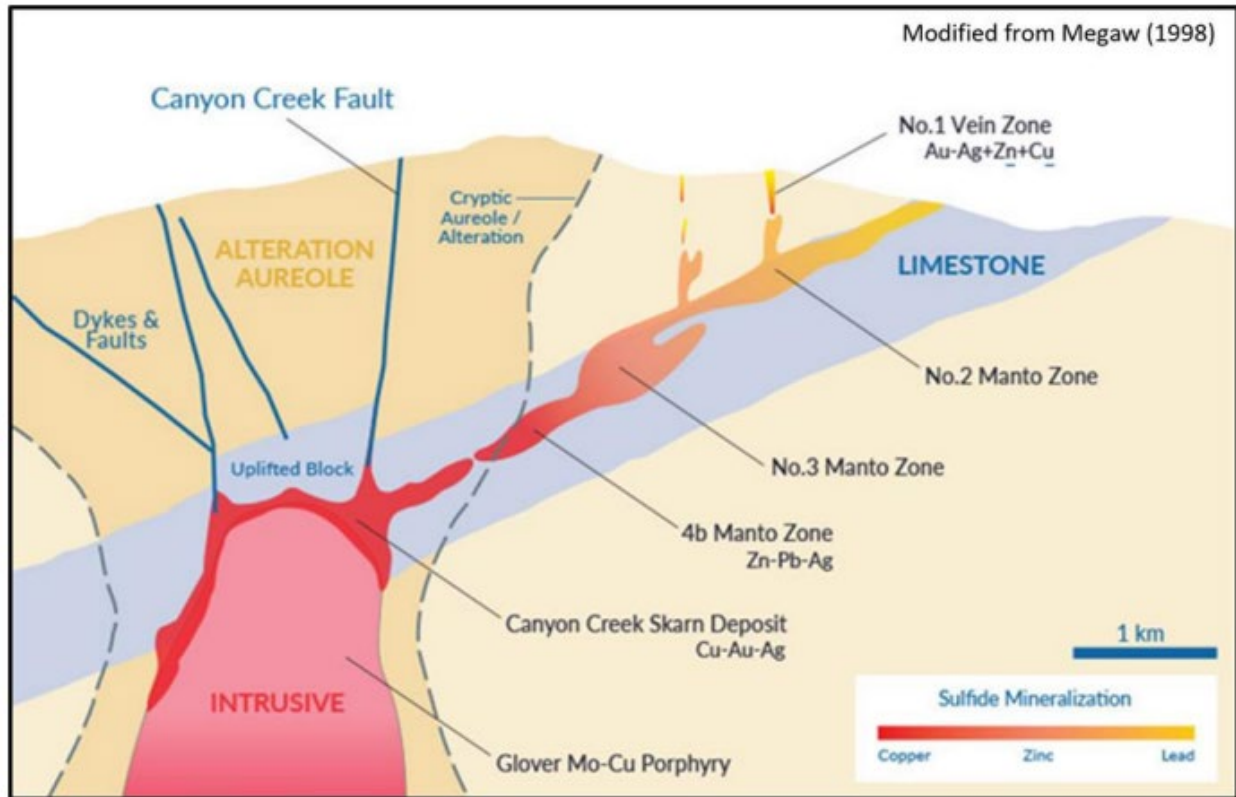 Modified from Megaw (1998)
Canyon Creek Fault
No.1 Vein Zone
Au-Ag+Zn+Cu
Cryptic
Aureole /
Alteration
ALTERATION
AUREOLE
LIMESTONE
Dykes &
Faults
No.2 Manto Zone
Uplifted Block
No.3 Manto Zone
4b Manto Zone
Zn-Pb-Ag
Canyon Creek Skarn Deposit
Cu-Au-Ag
1 km
INTRUSIVE
Glover Mo-Cu Porphyry
Sulfide Mineralization
Copper Zinc Lead